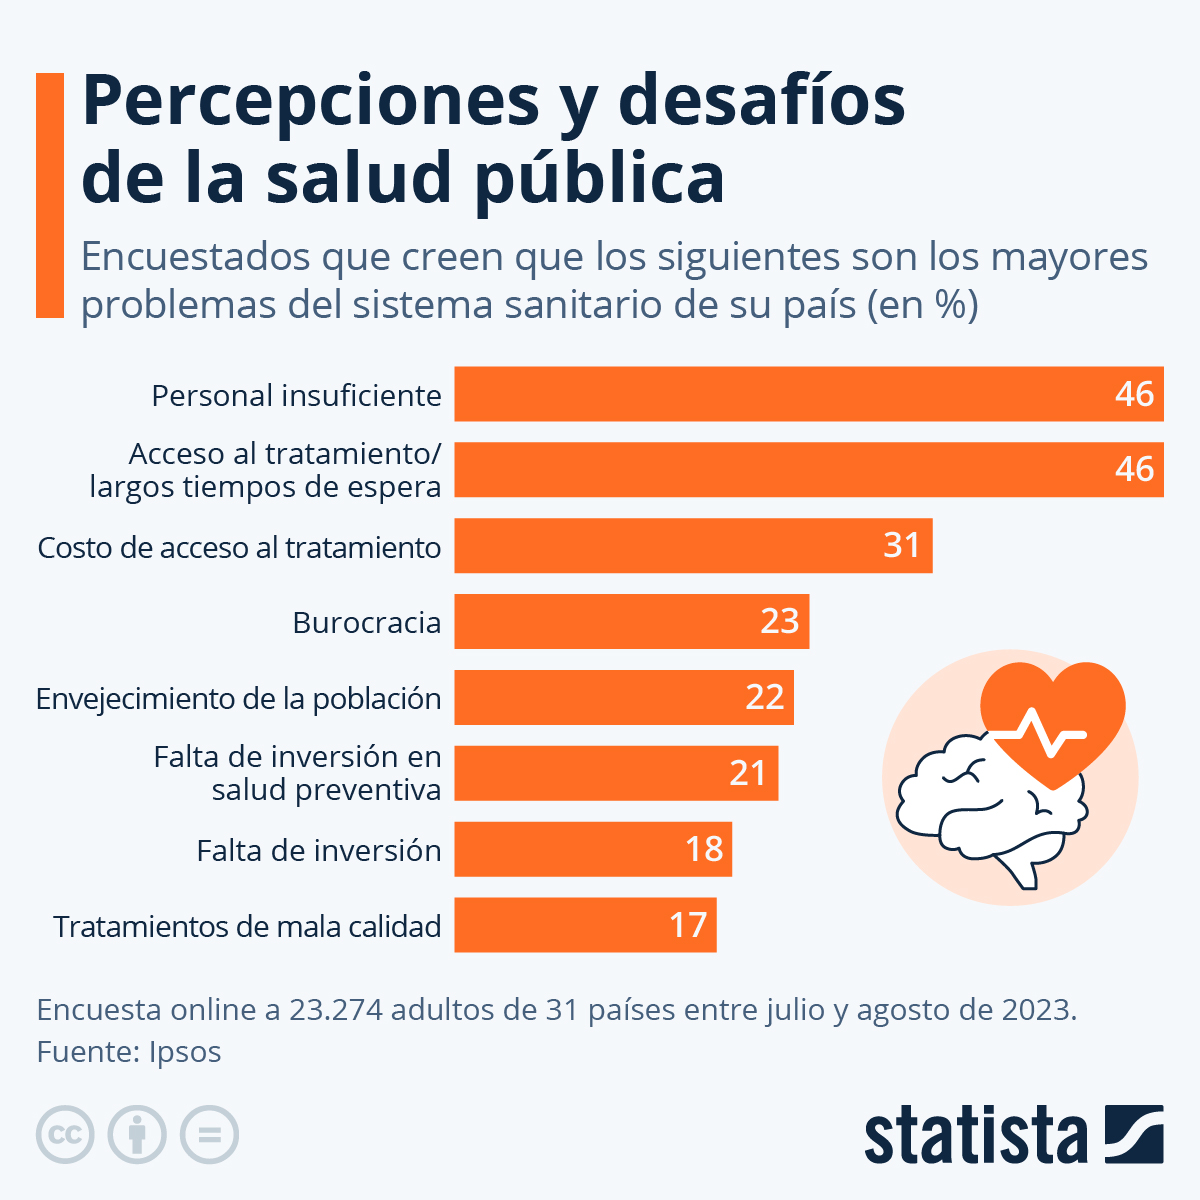 Percepciones y desafíos
de la salud pública
Encuestados que creen que los siguientes son los mayores
problemas del sistema sanitario de su país (en %)
Personal insuficiente 46
Acceso al tratamiento/
largos tiempos de espera 46
Costo de acceso al tratamiento 31
Burocracia 23
Envejecimiento de la población 22
Falta de inversión en
salud preventiva 21
Falta de inversión 18
Tratamientos de mala calidad 17
Encuesta online a 23.274 adultos de 31 países entre julio y agosto de 2023.
Fuente: Ipsos
cc
statista